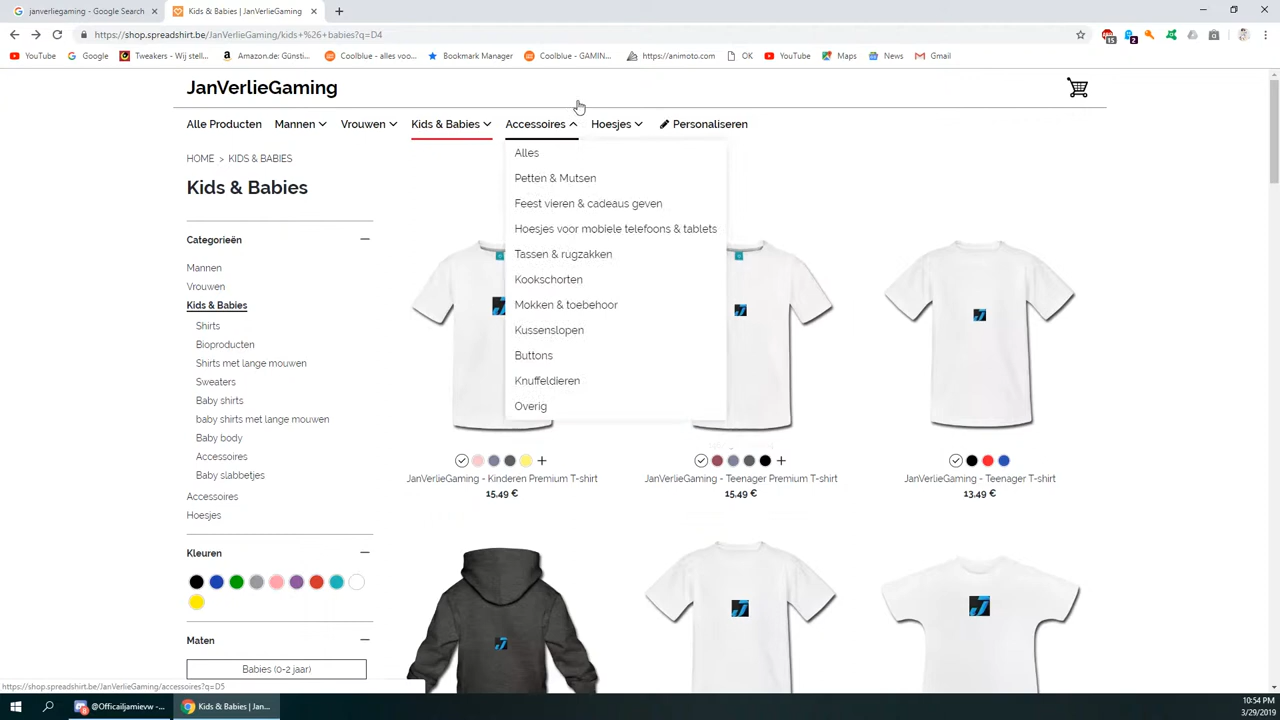 janverliegaming - Google Search
Kids & Babies | JanVerlieGaming
https://shop.spreadshirt.be/JanVerlieGaming/kids+%26+babies?q=D4
YouTube
Google
Tweakers - Wij stell...
Amazon.de: Günsti...
Coolblue - alles voo...
Bookmark Manager
Coolblue - GAMIN...
https://animoto.com
OK
YouTube
Maps
News
Gmail
15
2
JanVerlieGaming
Alle Producten
Mannen
Vrouwen
Kids & Babies
Accessoires
Hoesjes
Personaliseren
HOME > KIDS & BABIES
Kids & Babies
Categorieën
Mannen
Vrouwen
Kids & Babies
Shirts
Bioproducten
Shirts met lange mouwen
Sweaters
Baby shirts
baby shirts met lange mouwen
Baby body
Accessoires
Baby slabbetjes
Accessoires
Hoesjes
Kleuren
Maten
Babies (0-2 jaar)
Alles
Petten & Mutsen
Feest vieren & cadeaus geven
Hoesjes voor mobiele telefoons & tablets
Tassen & rugzakken
Kookschorten
Mokken & toebehoor
Kussenslopen
Buttons
Knuffeldieren
Overig
JanVerlieGaming - Kinderen Premium T-shirt
15,49 €
JanVerlieGaming - Teenager Premium T-shirt
15,49 €
JanVerlieGaming - Teenager T-shirt
13,49 €
https://shop.spreadshirt.be/JanVerlieGaming/accessoires?q=D5
@Officailjamievw -...
Kids & Babies | Jan...
10:54 PM
3/29/2019